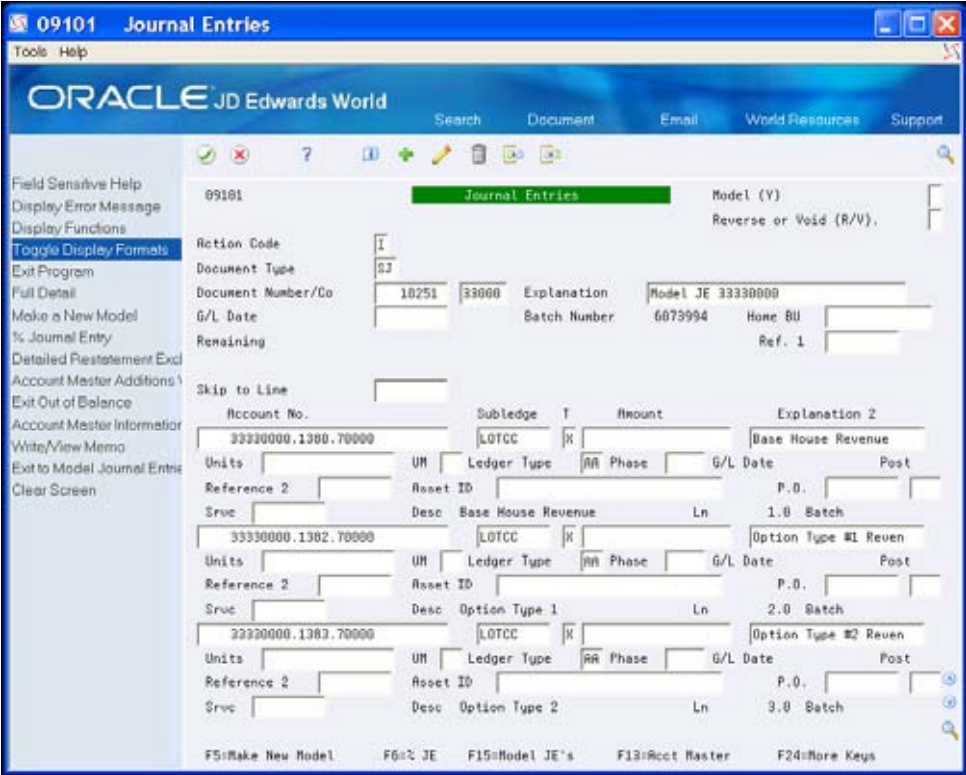 09101 Journal Entries
Tools Help
ORACLE JD Edwards World
Search Document Email World Resources Support
?
Field Sensitive Help
Display Error Message
Display Functions
Toggle Display Formats
Exit Program
Full Detail
Make a New Model
% Journal Entry
Detailed Restatement Excl
Account Master Additions
Exit Out of Balance
Account Master Information
Write/View Memo
Exit to Model Journal Entrie
Clear Screen
09101 Journal Entries Model (Y)
Reverse or Void (R/V).
Action Code I
Document Type SJ
Document Number/Co 10251 33000 Explanation Model JE 33330000
G/L Date Batch Number 6073994 Home BU
Remaining Ref. 1
Skip to Line
Account No. Subledge T Amount Explanation 2
33330000.1380.70000 LOTCC X Base House Revenue
Units UM Ledger Type AA Phase G/L Date Post
Reference 2 Asset ID P.O.
Srvc Desc Base House Revenue Ln 1.0 Batch
33330000.1382.70000 LOTCC X Option Type #1 Reven
Units UM Ledger Type AA Phase G/L Date Post
Reference 2 Asset ID P.O.
Srvc Desc Option Type 1 Ln 2.0 Batch
33330000.1383.70000 LOTCC X Option Type #2 Reven
Units UM Ledger Type AA Phase G/L Date Post
Reference 2 Asset ID P.O.
Srvc Desc Option Type 2 Ln 3.0 Batch
F5=Make New Model F6=% JE F15=Model JE's F13=Acct Master F24=More Keys